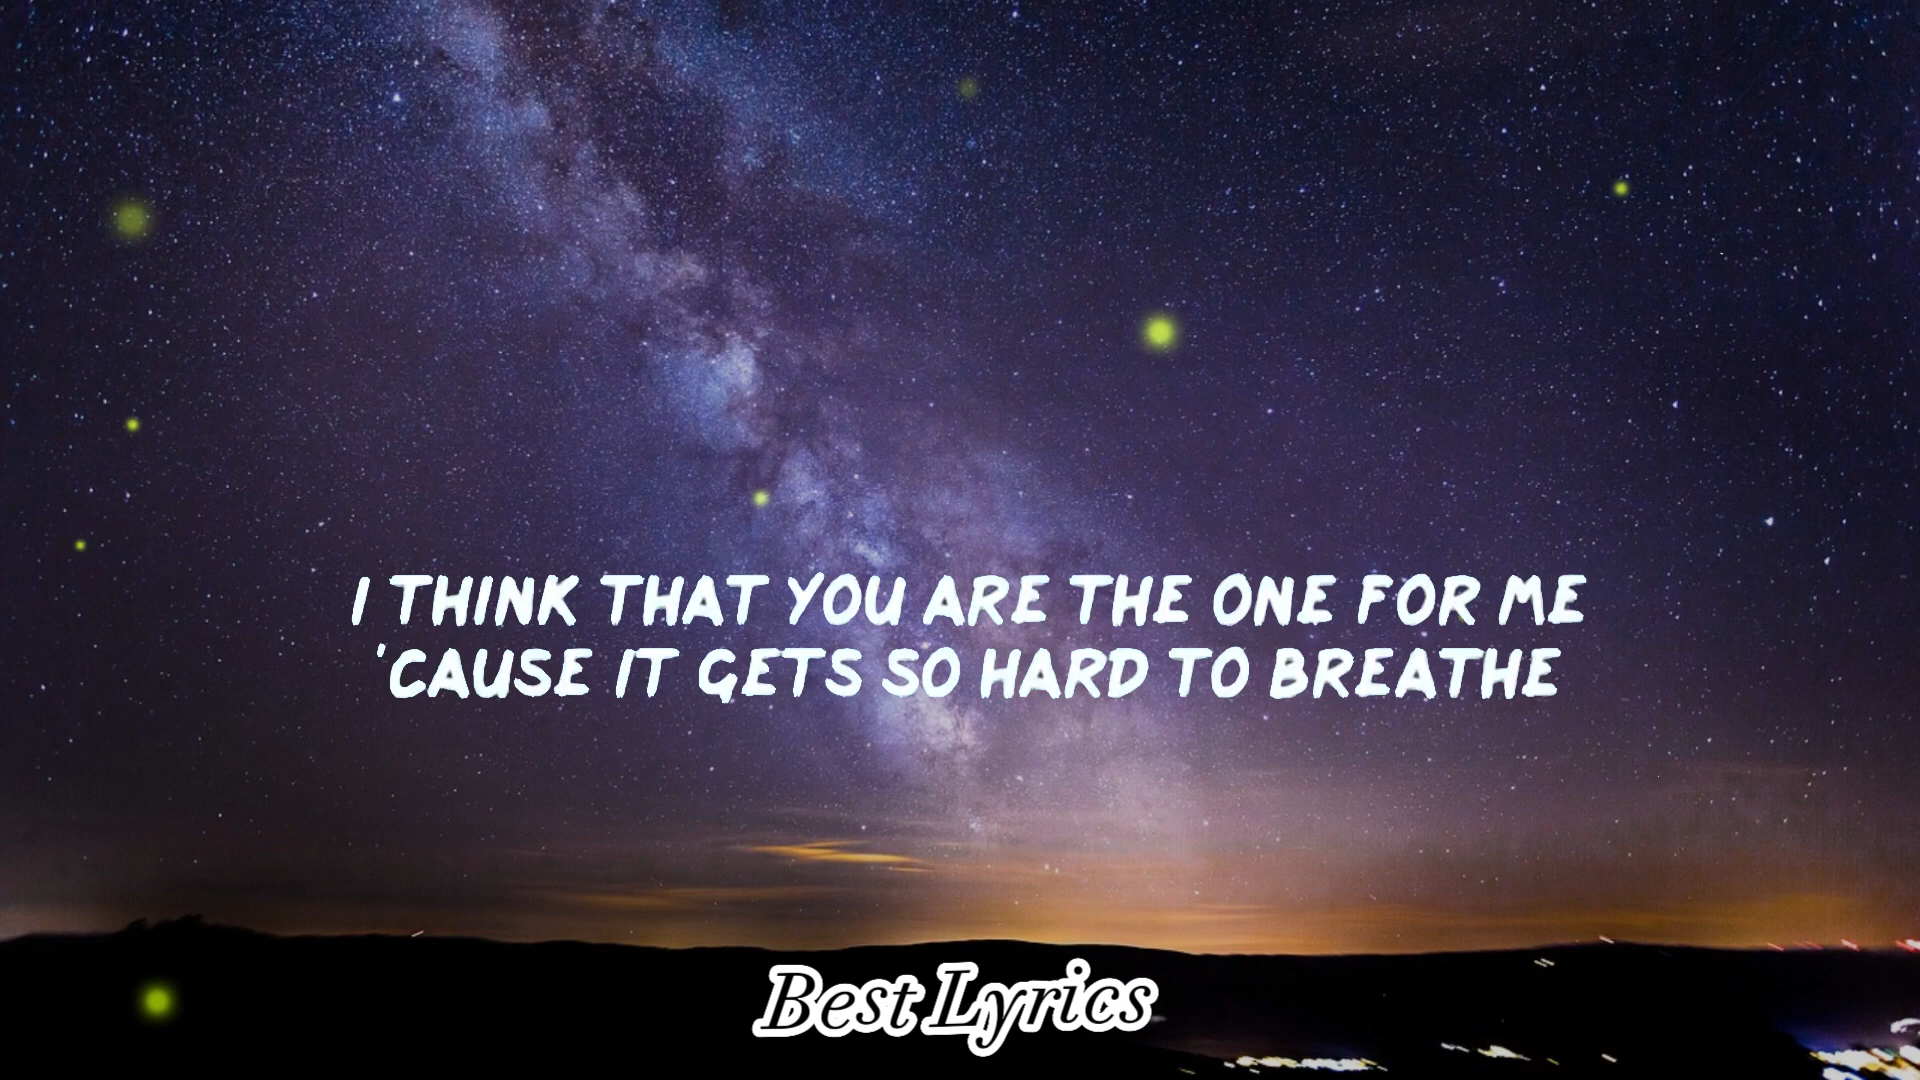 I THINK THAT YOU ARE THE ONE FOR ME
'CAUSE IT GETS SO HARD TO BREATHE
Best Lyrics